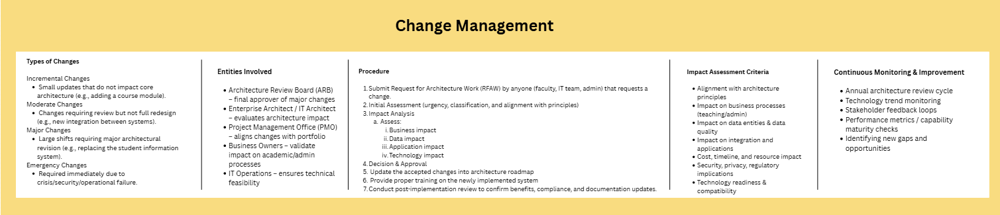 Change Management
Types of Changes
Incremental Changes
• Small updates that do not impact core
architecture (e.g., adding a course module).
Moderate Changes
• Changes requiring review but not full redesign
(e.g., new integration between systems).
Major Changes
• Large shifts requiring major architectural
revision (e.g., replacing the student information
system).
Emergency Changes
• Required immediately due to
crisis/security/operational failure.
Entities Involved
• Architecture Review Board (ARB)
– final approver of major changes
• Enterprise Architect / IT Architect
– evaluates architecture impact
• Project Management Office (PMO)
– aligns changes with portfolio
• Business Owners – validate
impact on academic/admin
processes
• IT Operations – ensures technical
feasibility
Procedure
1. Submit Request for Architecture Work (RFAW) by anyone (faculty, IT team, admin) that requests a
change.
2. Initial Assessment (urgency, classification, and alignment with principles)
3. Impact Analysis
a. Assess:
i. Business impact
ii. Data impact
iii. Application impact
iv. Technology impact
4. Decision & Approval
5. Update the accepted changes into architecture roadmap
6. Provide proper training on the newly implemented system
7. Conduct post-implementation review to confirm benefits, compliance, and documentation updates.
Impact Assessment Criteria
• Alignment with architecture
principles
• Impact on business processes
(teaching/admin)
• Impact on data entities & data
quality
• Impact on integration and
applications
• Cost, timeline, and resource impact
• Security, privacy, regulatory
implications
• Technology readiness &
compatibility
Continuous Monitoring & Improvement
• Annual architecture review cycle
• Technology trend monitoring
• Stakeholder feedback loops
• Performance metrics / capability
maturity checks
• Identifying new gaps and
opportunities